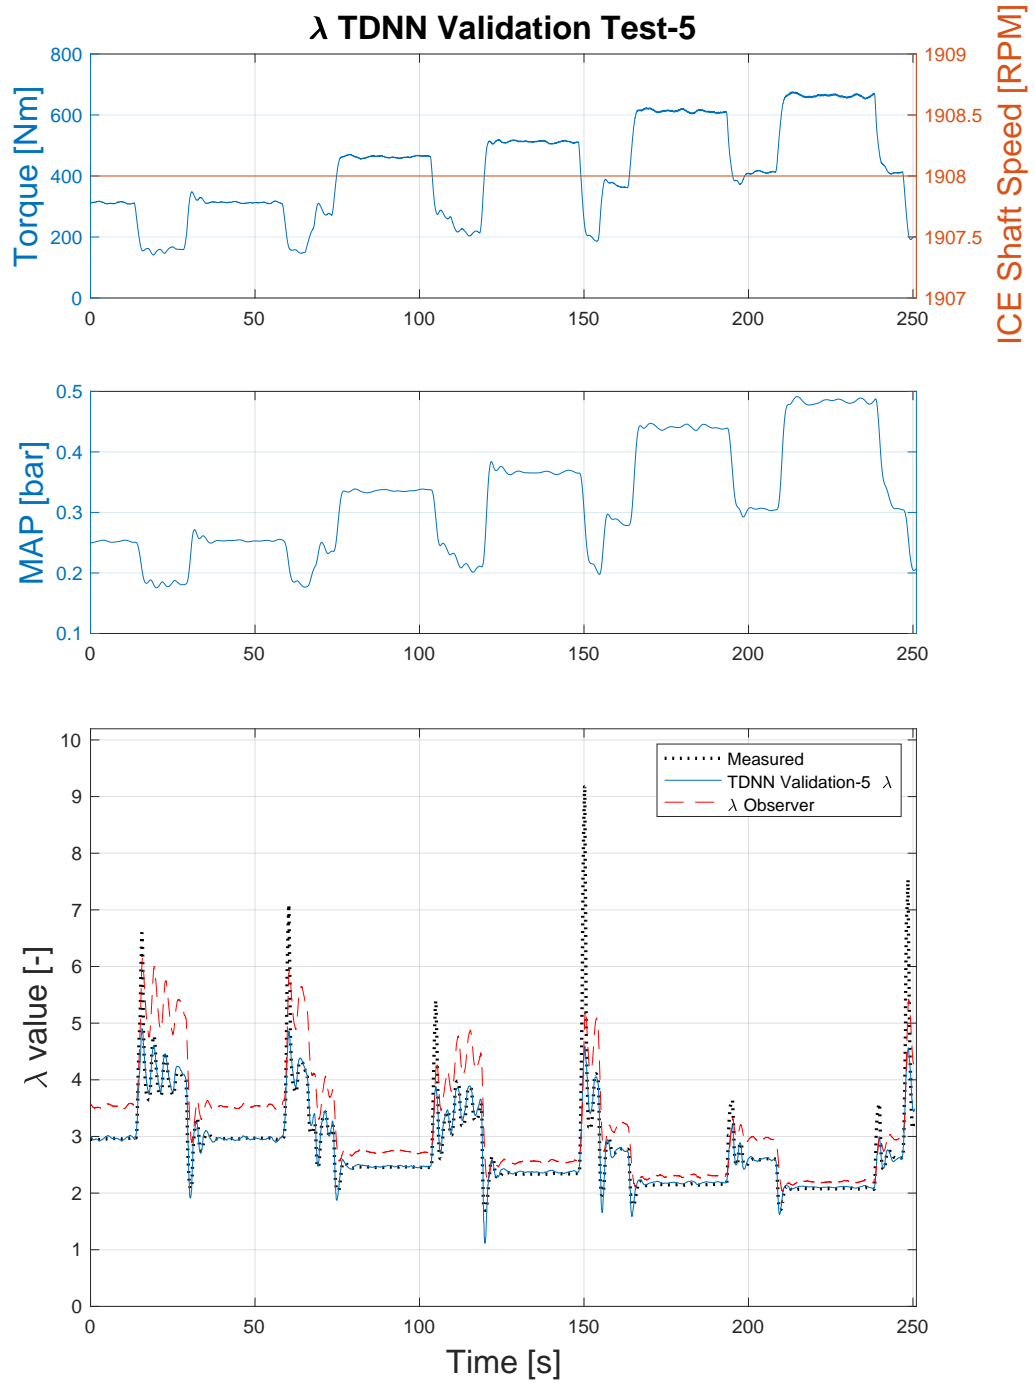 λ TDNN Validation Test-5
800
600
400
200
0
Torque [Nm]
1909
1908.5
1908
1907.5
1907
ICE Shaft Speed [RPM]
0 50 100 150 200 250
0.5
0.4
0.3
0.2
0.1
MAP [bar]
0 50 100 150 200 250
10
9
8
7
6
5
4
3
2
1
0
λ value [-]
Measured
TDNN Validation-5 λ
λ Observer
0 50 100 150 200 250
Time [s]